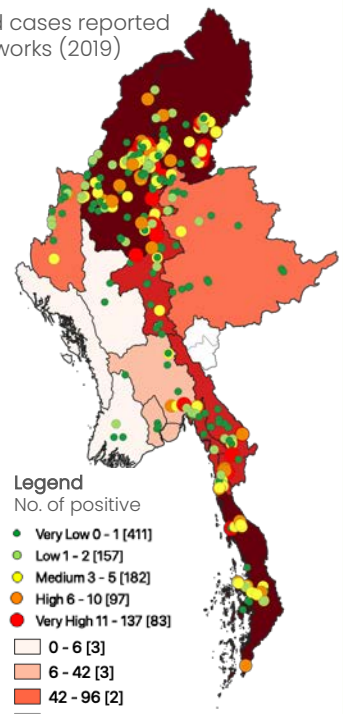 d cases reported
works (2019)
Legend
No. of positive
Very Low 0 - 1 [411]
Low 1 - 2 [157]
Medium 3 - 5 [182]
High 6 - 10 [97]
Very High 11 - 137 [83]
0 - 6 [3]
6 - 42 [3]
42 - 96 [2]